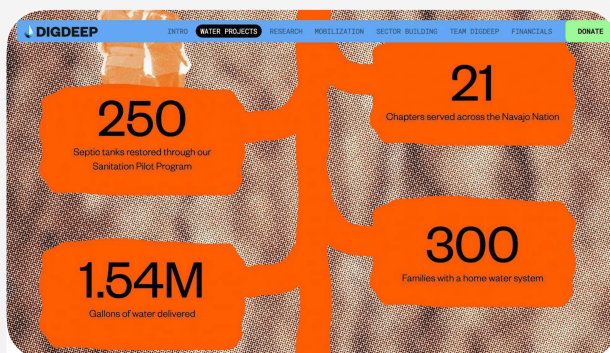 DIGDEEP
INTRO
WATER PROJECTS
RESEARCH
MOBILIZATION
SECTOR BUILDING
TEAM DIGDEEP
FINANCIALS
DONATE
250
Septic tanks restored through our
Sanitation Pilot Program
21
Chapters served across the Navajo Nation
1.54M
Gallons of water delivered
300
Families with a home water system